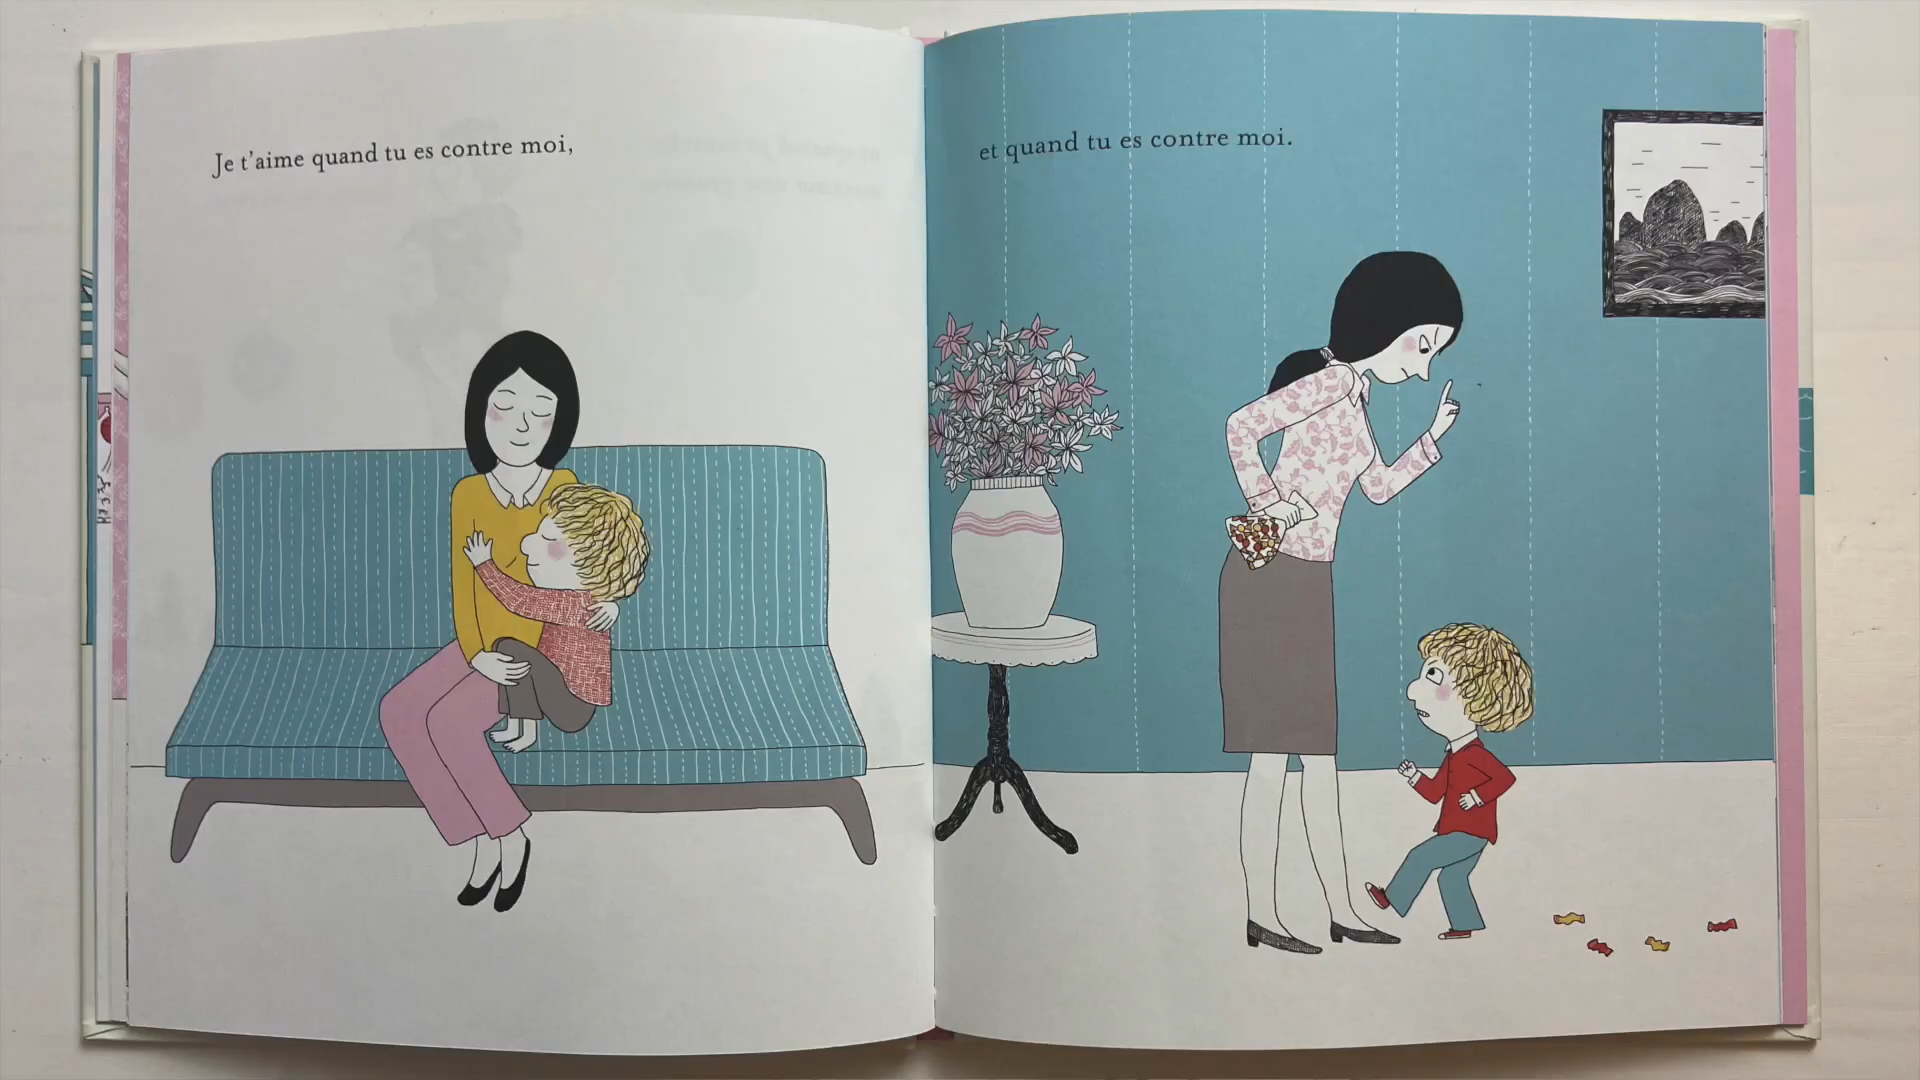 Je t'aime quand tu es contre moi,
et quand tu es contre moi.